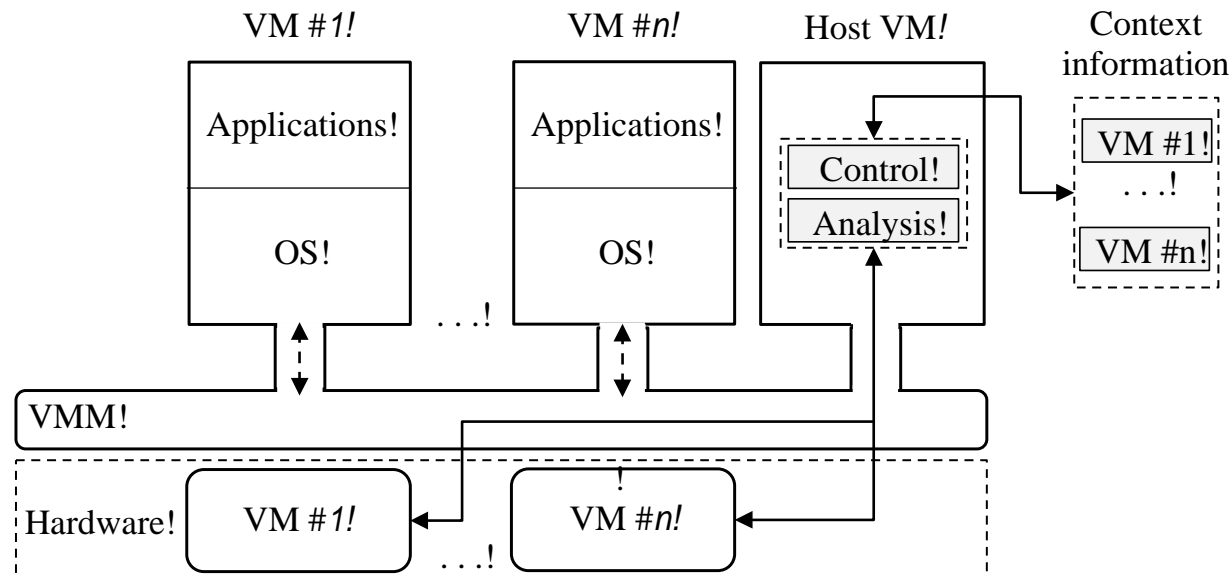 VM #1!
VM #n!
Host VM!
Context
information
Applications!
Applications!
Control!
Analysis!
VM #1!
. . .!
VM #n!
OS!
OS!
. . .!
VMM!
!
Hardware!
VM #1!
VM #n!
. . .!